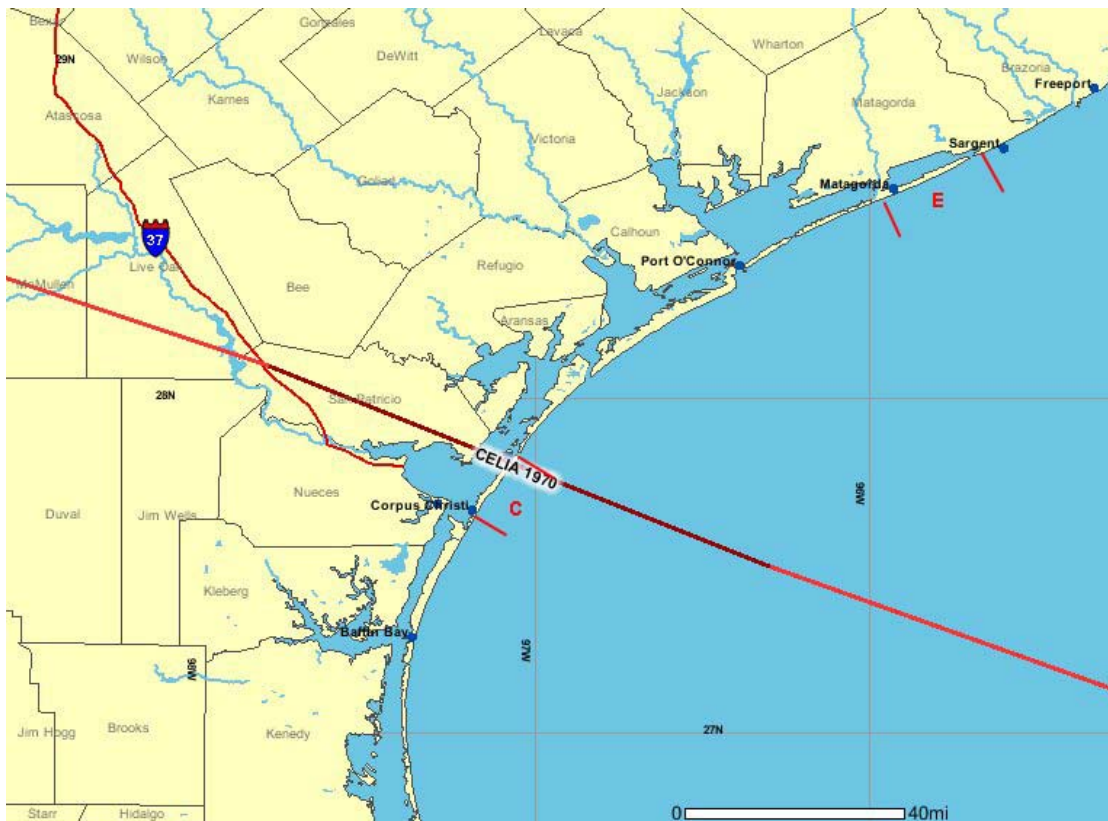 Bexar
Gonzales
Lavaca
Wharton
29N
Wilson
DeWitt
Brazoria
Freeport
Karnes
Jackson
Matagorda
Atascosa
Victoria
Sargent
Goliad
Matagorda
E
37
Calhoun
Live Oak
Refugio
Port O'Connor
McMullen
Bee
Aransas
28N
San Patricio
CELIA 1970
96W
Nueces
Corpus Christi
C
Duval
Jim Wells
Kleberg
Baffin Bay
97W
98W
Jim Hogg
Brooks
Kenedy
27N
Starr
Hidalgo
0
40mi